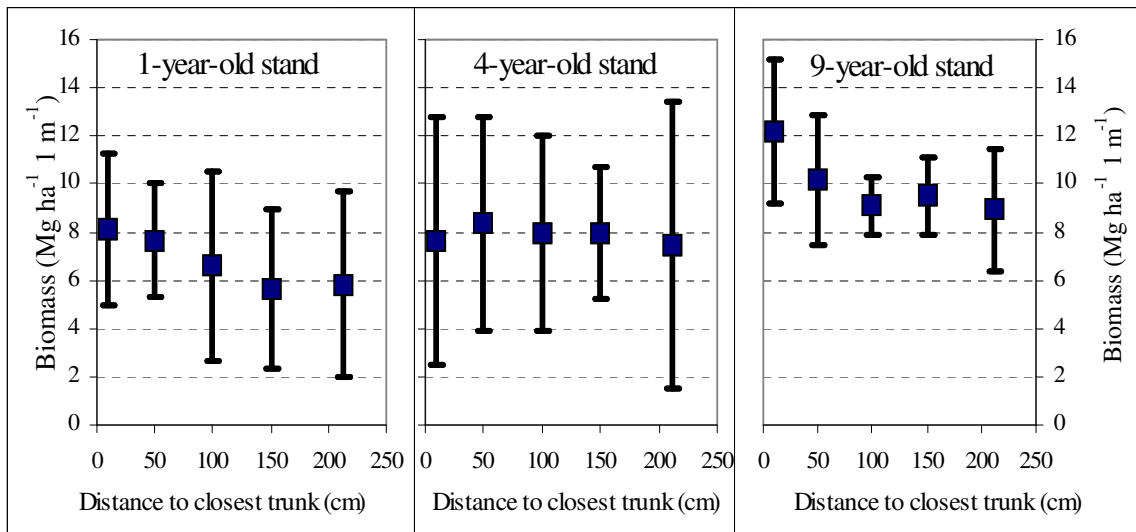 1-year-old stand
Biomass (Mg ha⁻¹ 1 m⁻¹)
16
14
12
10
8
6
4
2
0
0 50 100 150 200 250
Distance to closest trunk (cm)
4-year-old stand
0 50 100 150 200 250
Distance to closest trunk (cm)
9-year-old stand
16
14
12
10
8
6
4
2
0
Biomass (Mg ha⁻¹ 1 m⁻¹)
0 50 100 150 200 250
Distance to closest trunk (cm)